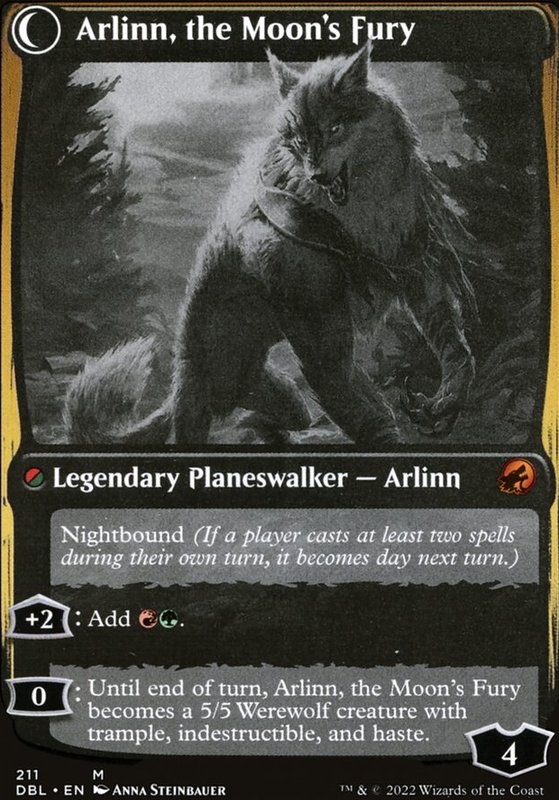 Arlinn, the Moon's Fury
Legendary Planeswalker — Arlinn
Nightbound (If a player casts at least two spells
during their own turn, it becomes day next turn.)
+2: Add .
0: Until end of turn, Arlinn, the Moon's Fury
becomes a 5/5 Werewolf creature with
trample, indestructible, and haste.
4
211 M
DBL • EN Anna Steinbauer
™ & © 2022 Wizards of the Coast